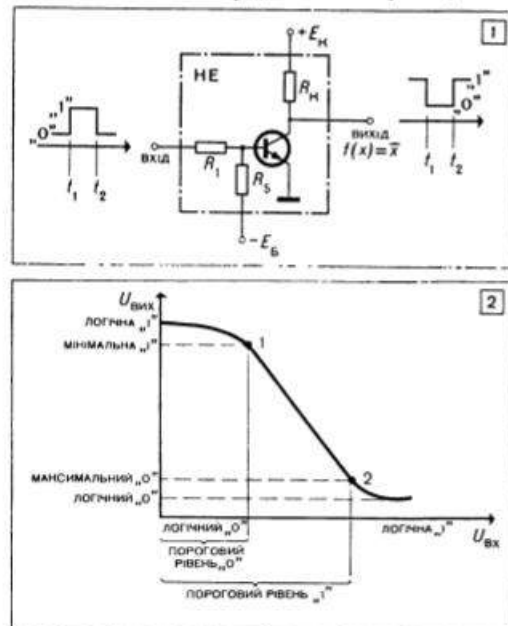 1
+Eн
НЕ
Rн
„1"
„0"
„1"
„0"
ВХІД
R1
R5
ВИХІД
f(x)=x̄
t1
t2
t1
t2
−EБ
2
Uвих
ЛОГІЧНА „1"
МІНІМАЛЬНА „1"
1
МАКСИМАЛЬНИЙ „0"
2
ЛОГІЧНИЙ „0"
ЛОГІЧНИЙ „0"
ЛОГІЧНА „1"
Uвх
ПОРОГОВИЙ
РІВЕНЬ „0"
ПОРОГОВИЙ РІВЕНЬ „1"